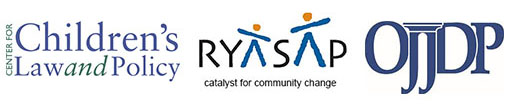 CENTER FOR
Children's
Law and Policy
RYASAP
catalyst for community change
OJJDP